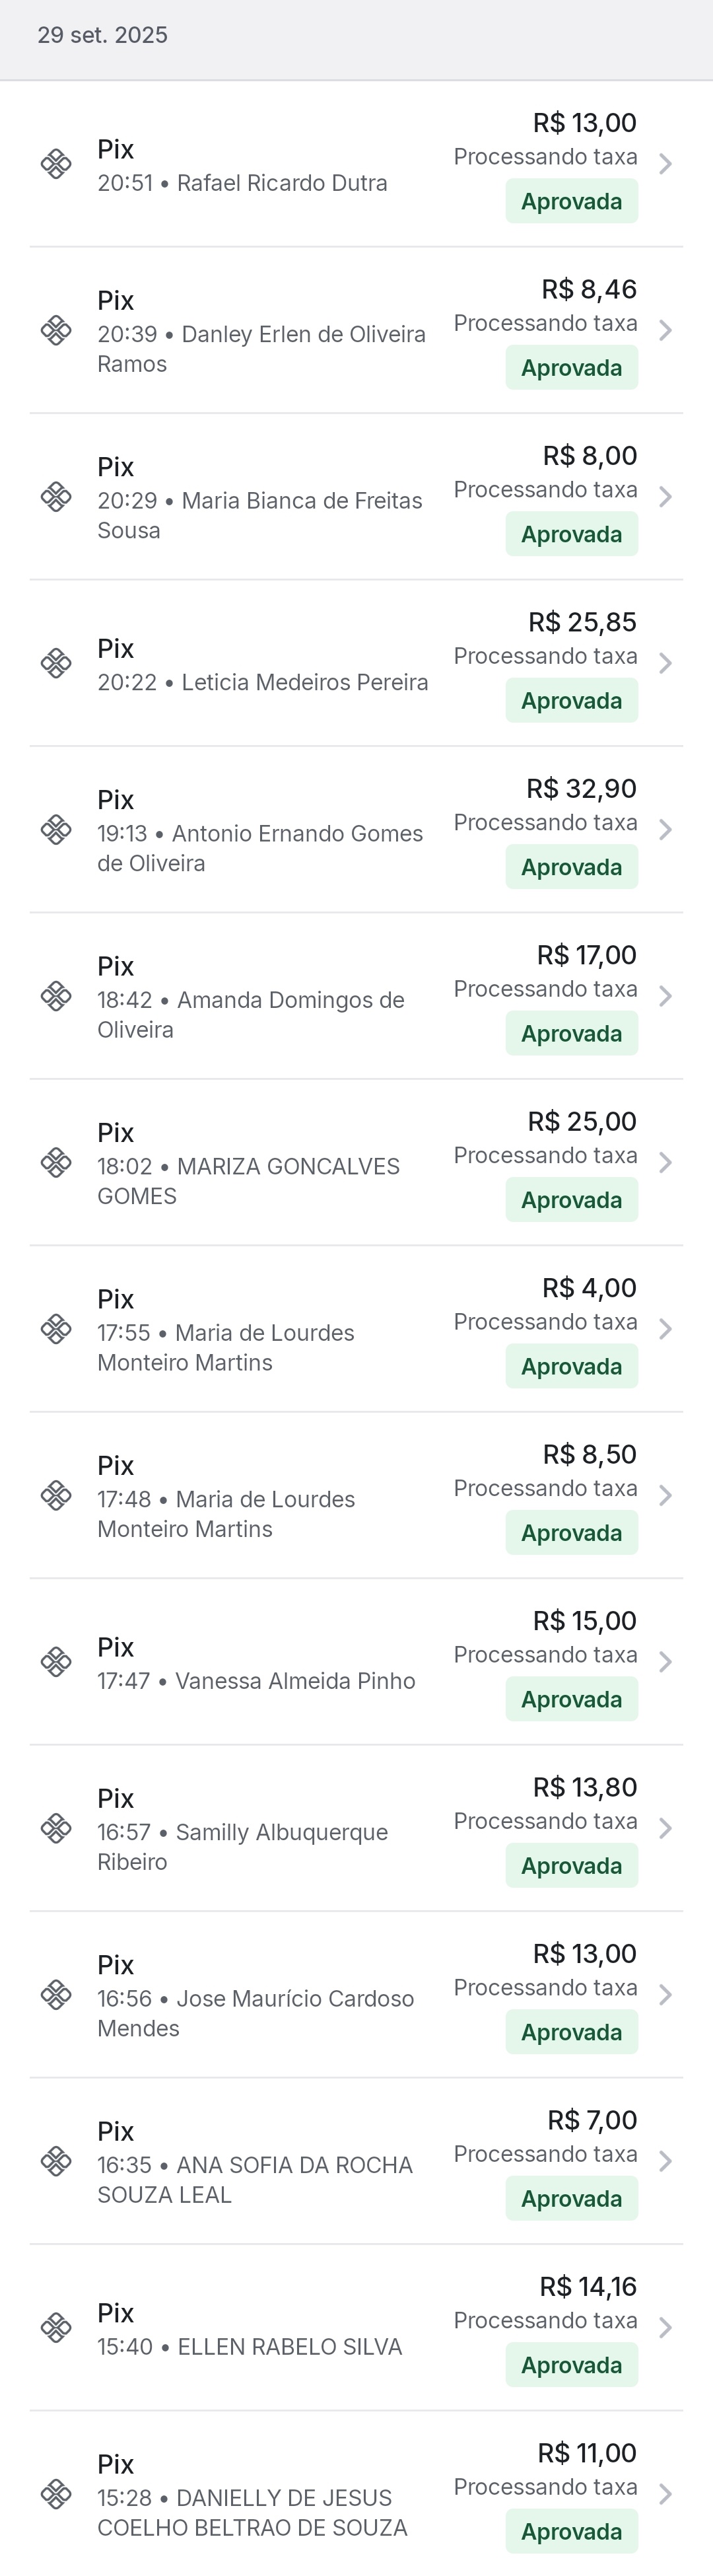 29 set. 2025
R$ 13,00
Pix
Processando taxa
20:51 • Rafael Ricardo Dutra
Aprovada
R$ 8,46
Pix
Processando taxa
20:39 • Danley Erlen de Oliveira
Ramos
Aprovada
R$ 8,00
Pix
Processando taxa
20:29 • Maria Bianca de Freitas
Sousa
Aprovada
R$ 25,85
Pix
Processando taxa
20:22 • Leticia Medeiros Pereira
Aprovada
R$ 32,90
Pix
Processando taxa
19:13 • Antonio Ernando Gomes
de Oliveira
Aprovada
R$ 17,00
Pix
Processando taxa
18:42 • Amanda Domingos de
Oliveira
Aprovada
R$ 25,00
Pix
Processando taxa
18:02 • MARIZA GONCALVES
GOMES
Aprovada
R$ 4,00
Pix
Processando taxa
17:55 • Maria de Lourdes
Monteiro Martins
Aprovada
R$ 8,50
Pix
Processando taxa
17:48 • Maria de Lourdes
Monteiro Martins
Aprovada
R$ 15,00
Pix
Processando taxa
17:47 • Vanessa Almeida Pinho
Aprovada
R$ 13,80
Pix
Processando taxa
16:57 • Samilly Albuquerque
Ribeiro
Aprovada
R$ 13,00
Pix
Processando taxa
16:56 • Jose Maurício Cardoso
Mendes
Aprovada
R$ 7,00
Pix
Processando taxa
16:35 • ANA SOFIA DA ROCHA
SOUZA LEAL
Aprovada
R$ 14,16
Pix
Processando taxa
15:40 • ELLEN RABELO SILVA
Aprovada
R$ 11,00
Pix
Processando taxa
15:28 • DANIELLY DE JESUS
COELHO BELTRAO DE SOUZA
Aprovada